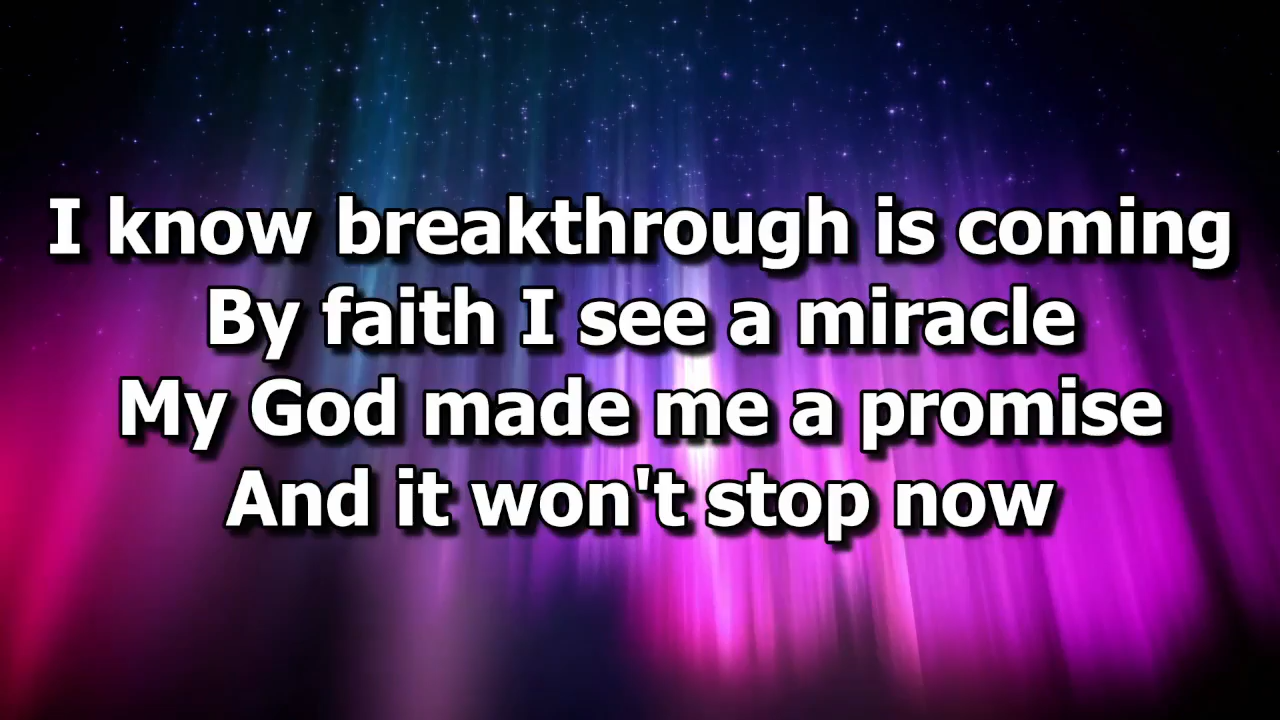 I know breakthrough is coming
By faith I see a miracle
My God made me a promise
And it won't stop now